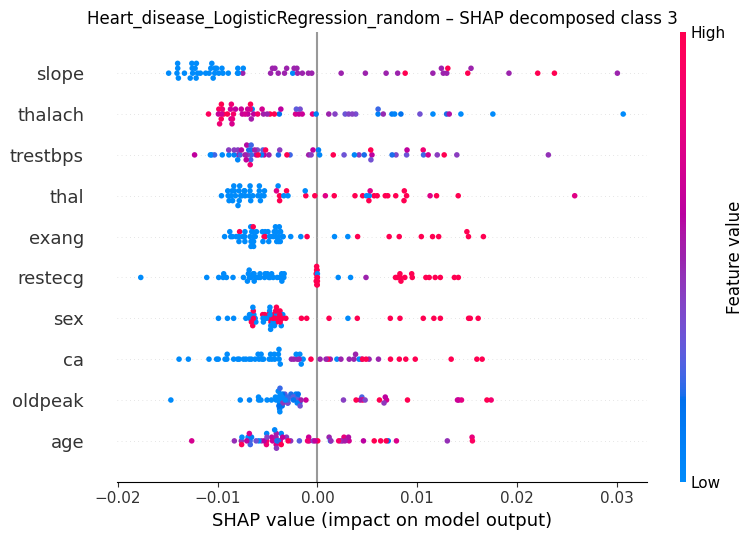 Heart_disease_LogisticRegression_random – SHAP decomposed class 3
High
slope
thalach
trestbps
thal
exang
restecg
sex
ca
oldpeak
age
Feature value
Low
−0.02 −0.01 0.00 0.01 0.02 0.03
SHAP value (impact on model output)